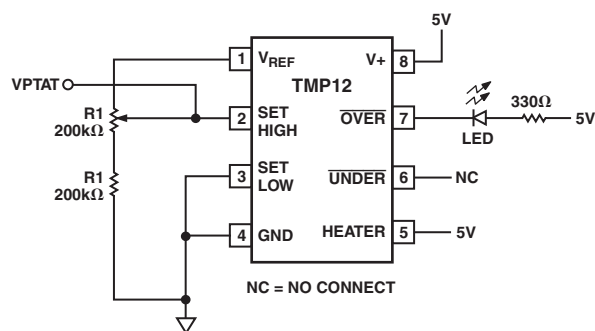 5V
1
V_REF
V+
8
TMP12
VPTAT
R1
200kΩ
2
SET
HIGH
OVER
7
330Ω
5V
LED
R1
200kΩ
3
SET
LOW
UNDER
6
NC
4
GND
HEATER
5
5V
NC = NO CONNECT